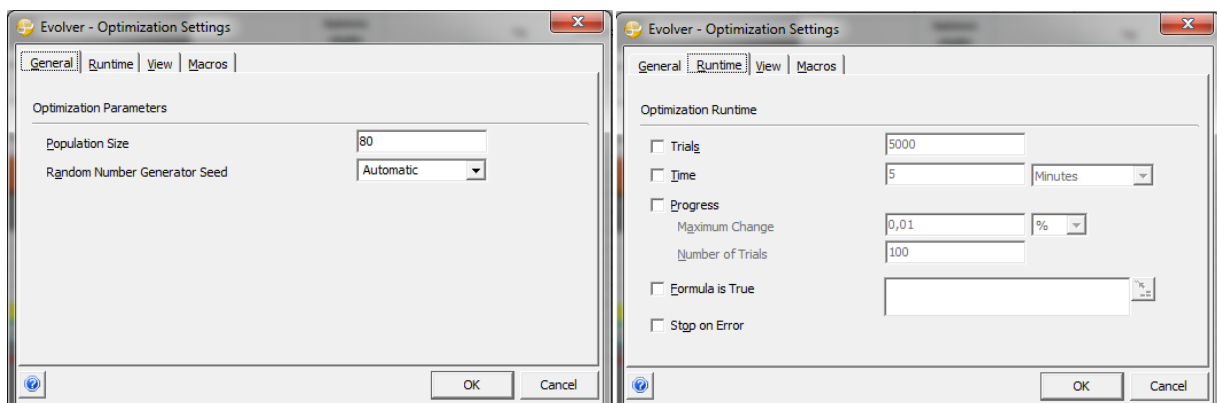 Evolver - Optimization Settings
General Runtime View Macros
Optimization Parameters
Population Size 80
Random Number Generator Seed Automatic
OK Cancel
Evolver - Optimization Settings
General Runtime View Macros
Optimization Runtime
Trials 5000
Time 5 Minutes
Progress
Maximum Change 0,01 %
Number of Trials 100
Formula is True
Stop on Error
OK Cancel